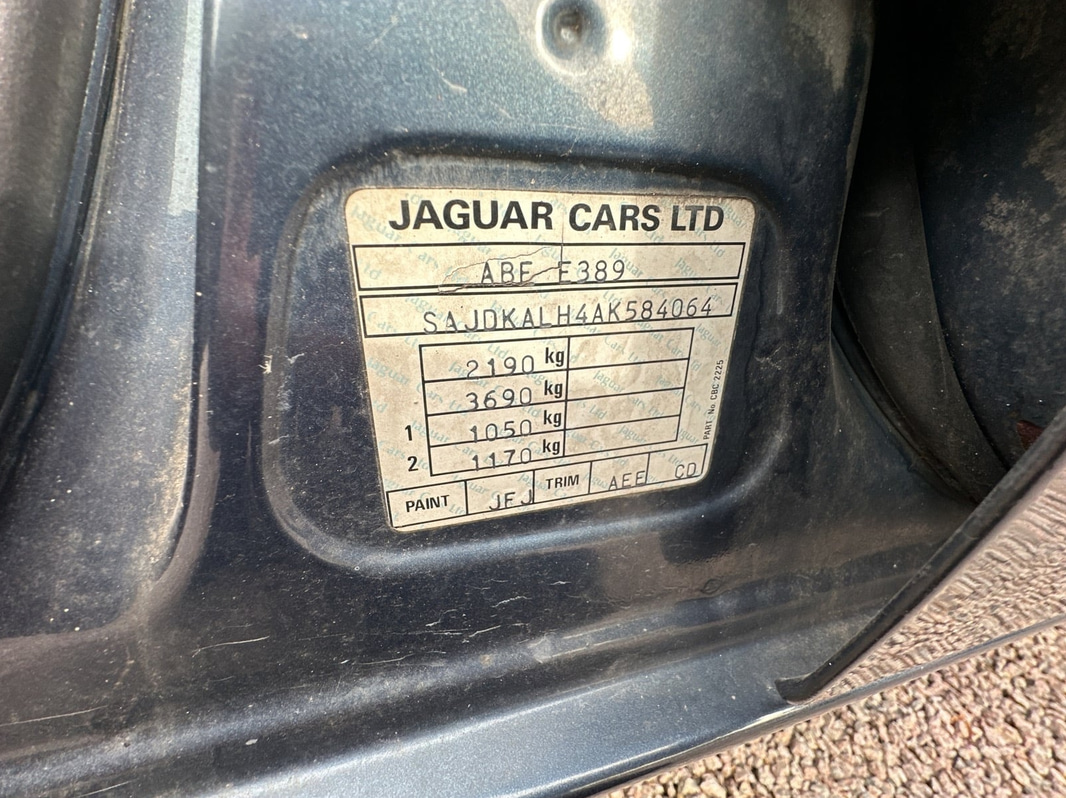 JAGUAR CARS LTD
ABE E389
SAJDKALH4AK584064
2190 kg
3690 kg
1 1050 kg
2 1170 kg
PAINT JFJ TRIM AEE CD
PART No CBC 2225